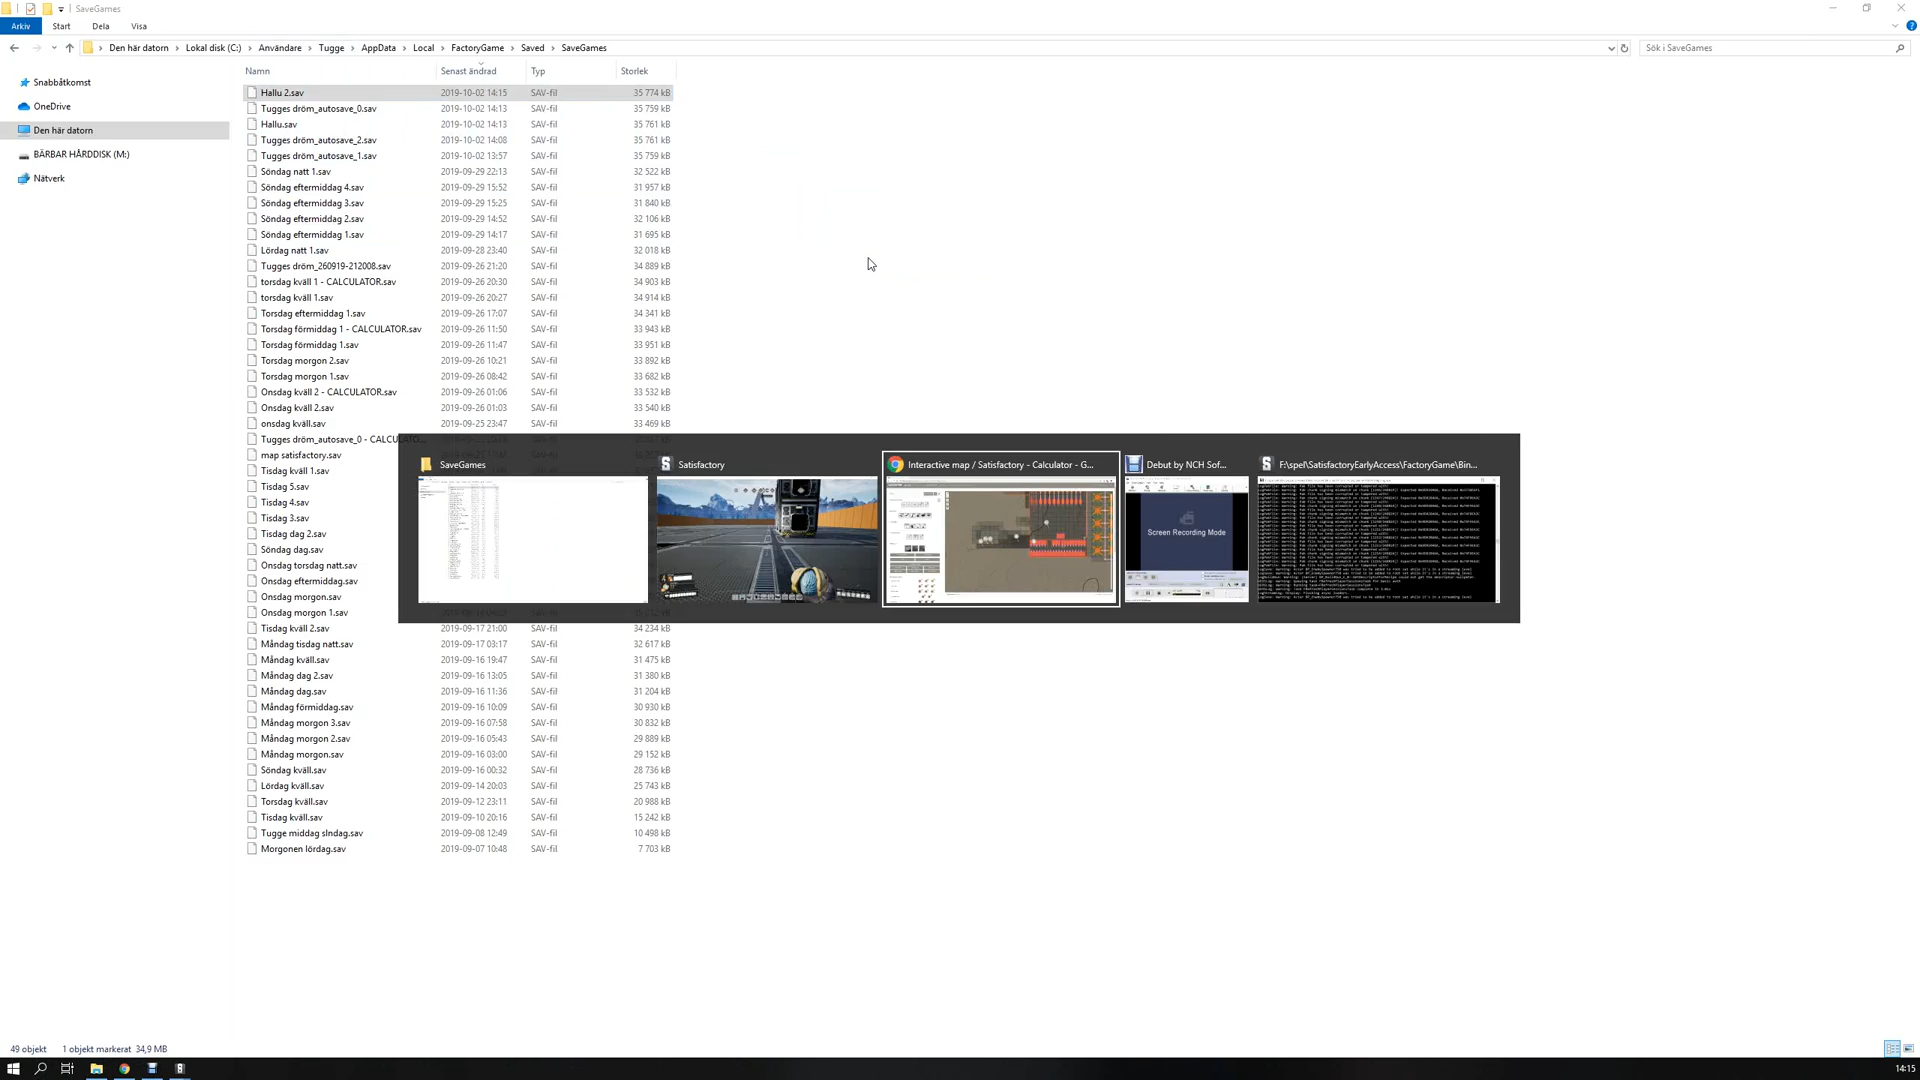 SaveGames
Arkiv Start Dela Visa
Den här datorn Lokal disk (C:) Användare Tugge AppData Local FactoryGame Saved SaveGames
Sök i SaveGames
Snabbåtkomst
OneDrive
Den här datorn
BÄRBAR HÅRDDISK (M:)
Nätverk
Namn Senast ändrad Typ Storlek
Hallu 2.sav 2019-10-02 14:15 SAV-fil 35 774 kB
Tugges dröm_autosave_0.sav 2019-10-02 14:13 SAV-fil 35 759 kB
Hallu.sav 2019-10-02 14:13 SAV-fil 35 761 kB
Tugges dröm_autosave_2.sav 2019-10-02 14:08 SAV-fil 35 761 kB
Tugges dröm_autosave_1.sav 2019-10-02 13:57 SAV-fil 35 759 kB
Söndag natt 1.sav 2019-09-29 22:13 SAV-fil 32 522 kB
Söndag eftermiddag 4.sav 2019-09-29 15:52 SAV-fil 31 957 kB
Söndag eftermiddag 3.sav 2019-09-29 15:25 SAV-fil 31 840 kB
Söndag eftermiddag 2.sav 2019-09-29 14:52 SAV-fil 32 106 kB
Söndag eftermiddag 1.sav 2019-09-29 14:17 SAV-fil 31 695 kB
Lördag natt 1.sav 2019-09-28 23:40 SAV-fil 32 018 kB
Tugges dröm_260919-212008.sav 2019-09-26 21:20 SAV-fil 34 889 kB
torsdag kväll 1 - CALCULATOR.sav 2019-09-26 20:30 SAV-fil 34 903 kB
torsdag kväll 1.sav 2019-09-26 20:27 SAV-fil 34 914 kB
Torsdag eftermiddag 1.sav 2019-09-26 17:07 SAV-fil 34 341 kB
Torsdag förmiddag 1 - CALCULATOR.sav 2019-09-26 11:50 SAV-fil 33 943 kB
Torsdag förmiddag 1.sav 2019-09-26 11:47 SAV-fil 33 951 kB
Torsdag morgon 2.sav 2019-09-26 10:21 SAV-fil 33 892 kB
Torsdag morgon 1.sav 2019-09-26 08:42 SAV-fil 33 682 kB
Onsdag kväll 2 - CALCULATOR.sav 2019-09-26 01:06 SAV-fil 33 532 kB
Onsdag kväll 2.sav 2019-09-26 01:03 SAV-fil 33 540 kB
onsdag kväll.sav 2019-09-25 23:47 SAV-fil 33 469 kB
Tugges dröm_autosave_0 - CALCULATO...
map satisfactory.sav
Tisdag kväll 1.sav
Tisdag 5.sav
Tisdag 4.sav
Tisdag 3.sav
Tisdag dag 2.sav
Söndag dag.sav
Onsdag torsdag natt.sav
Onsdag eftermiddag.sav
Onsdag morgon.sav
Onsdag morgon 1.sav
Tisdag kväll 2.sav 2019-09-17 21:00 SAV-fil 34 234 kB
Måndag tisdag natt.sav 2019-09-17 03:17 SAV-fil 32 617 kB
Måndag kväll.sav 2019-09-16 19:47 SAV-fil 31 475 kB
Måndag dag 2.sav 2019-09-16 13:05 SAV-fil 31 380 kB
Måndag dag.sav 2019-09-16 11:36 SAV-fil 31 204 kB
Måndag förmiddag.sav 2019-09-16 10:09 SAV-fil 30 930 kB
Måndag morgon 3.sav 2019-09-16 07:58 SAV-fil 30 832 kB
Måndag morgon 2.sav 2019-09-16 05:43 SAV-fil 29 889 kB
Måndag morgon.sav 2019-09-16 03:00 SAV-fil 29 152 kB
Söndag kväll.sav 2019-09-16 00:32 SAV-fil 28 736 kB
Lördag kväll.sav 2019-09-14 20:03 SAV-fil 25 743 kB
Torsdag kväll.sav 2019-09-12 23:11 SAV-fil 20 988 kB
Tisdag kväll.sav 2019-09-10 20:16 SAV-fil 15 242 kB
Tugge middag slndag.sav 2019-09-08 12:49 SAV-fil 10 498 kB
Morgonen lördag.sav 2019-09-07 10:48 SAV-fil 7 703 kB
SaveGames
Satisfactory
Interactive map / Satisfactory - Calculator - G...
Debut by NCH Sof...
Screen Recording Mode
F:\spel\SatisfactoryEarlyAccess\FactoryGame\Bin...
49 objekt 1 objekt markerat 34,9 MB
14:15